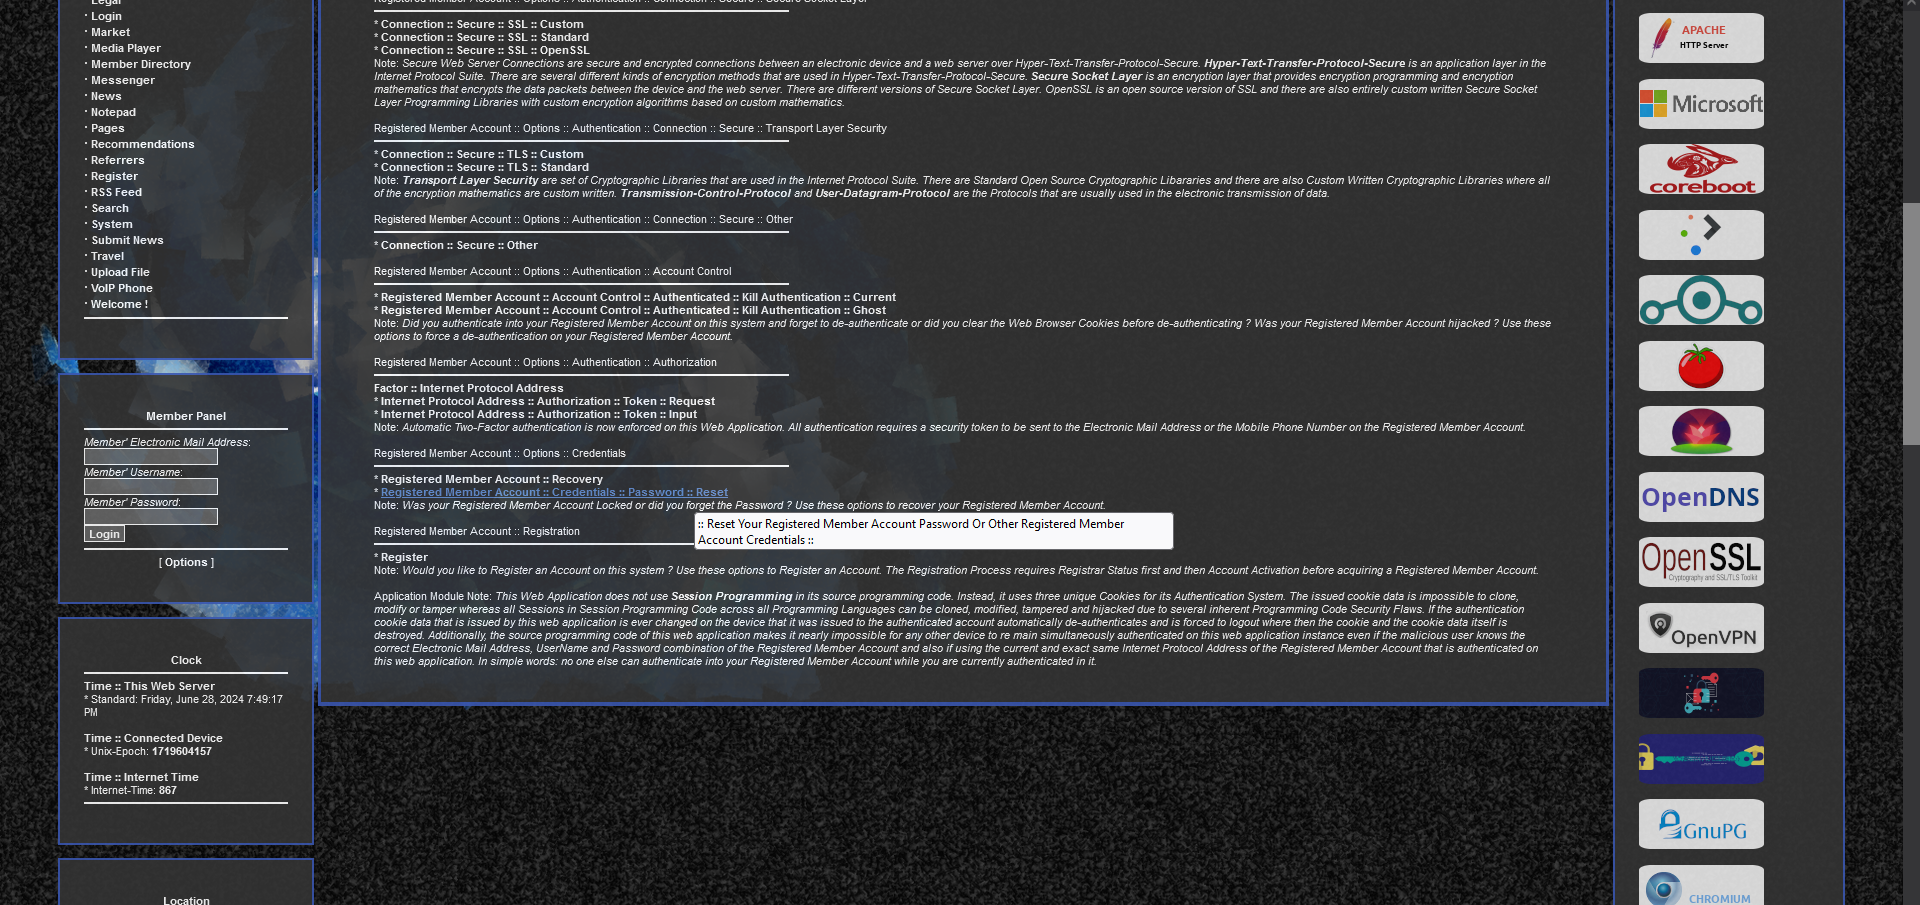 Legal
· Login
· Market
· Media Player
· Member Directory
· Messenger
· News
· Notepad
· Pages
· Recommendations
· Referrers
· Register
· RSS Feed
· Search
· System
· Submit News
· Travel
· Upload File
· VoIP Phone
· Welcome !
Member Panel
Member' Electronic Mail Address:
Member' Username:
Member' Password:
Login
[ Options ]
Clock
Time :: This Web Server
* Standard: Friday, June 28, 2024 7:49:17
PM
Time :: Connected Device
* Unix-Epoch: 1719604157
Time :: Internet Time
* Internet-Time: 867
Location
Registered Member Account :: Options :: Authentication :: Connection :: Secure :: Secure Socket Layer
* Connection :: Secure :: SSL :: Custom
* Connection :: Secure :: SSL :: Standard
* Connection :: Secure :: SSL :: OpenSSL
Note: Secure Web Server Connections are secure and encrypted connections between an electronic device and a web server over Hyper-Text-Transfer-Protocol-Secure. Hyper-Text-Transfer-Protocol-Secure is an application layer in the
Internet Protocol Suite. There are several different kinds of encryption methods that are used in Hyper-Text-Transfer-Protocol-Secure. Secure Socket Layer is an encryption layer that provides encryption programming and encryption
mathematics that encrypts the data packets between the device and the web server. There are different versions of Secure Socket Layer. OpenSSL is an open source version of SSL and there are also entirely custom written Secure Socket
Layer Programming Libraries with custom encryption algorithms based on custom mathematics.
Registered Member Account :: Options :: Authentication :: Connection :: Secure :: Transport Layer Security
* Connection :: Secure :: TLS :: Custom
* Connection :: Secure :: TLS :: Standard
Note: Transport Layer Security are set of Cryptographic Libraries that are used in the Internet Protocol Suite. There are Standard Open Source Cryptographic Libararies and there are also Custom Written Cryptographic Libraries where all
of the encryption mathematics are custom written. Transmission-Control-Protocol and User-Datagram-Protocol are the Protocols that are usually used in the electronic transmission of data.
Registered Member Account :: Options :: Authentication :: Connection :: Secure :: Other
* Connection :: Secure :: Other
Registered Member Account :: Options :: Authentication :: Account Control
* Registered Member Account :: Account Control :: Authenticated :: Kill Authentication :: Current
* Registered Member Account :: Account Control :: Authenticated :: Kill Authentication :: Ghost
Note: Did you authenticate into your Registered Member Account on this system and forget to de-authenticate or did you clear the Web Browser Cookies before de-authenticating ? Was your Registered Member Account hijacked ? Use these
options to force a de-authentication on your Registered Member Account.
Registered Member Account :: Options :: Authentication :: Authorization
Factor :: Internet Protocol Address
* Internet Protocol Address :: Authorization :: Token :: Request
* Internet Protocol Address :: Authorization :: Token :: Input
Note: Automatic Two-Factor authentication is now enforced on this Web Application. All authentication requires a security token to be sent to the Electronic Mail Address or the Mobile Phone Number on the Registered Member Account.
Registered Member Account :: Options :: Credentials
* Registered Member Account :: Recovery
* Registered Member Account :: Credentials :: Password :: Reset
Note: Was your Registered Member Account Locked or did you forget the Password ? Use these options to recover your Registered Member Account.
:: Reset Your Registered Member Account Password Or Other Registered Member
Account Credentials ::
Registered Member Account :: Registration
* Register
Note: Would you like to Register an Account on this system ? Use these options to Register an Account. The Registration Process requires Registrar Status first and then Account Activation before acquiring a Registered Member Account.
Application Module Note: This Web Application does not use Session Programming in its source programming code. Instead, it uses three unique Cookies for its Authentication System. The issued cookie data is impossible to clone,
modify or tamper whereas all Sessions in Session Programming Code across all Programming Languages can be cloned, modified, tampered and hijacked due to several inherent Programming Code Security Flaws. If the authentication
cookie data that is issued by this web application is ever changed on the device that it was issued to the authenticated account automatically de-authenticates and is forced to logout where then the cookie and the cookie data itself is
destroyed. Additionally, the source programming code of this web application makes it nearly impossible for any other device to re main simultaneously authenticated on this web application instance even if the malicious user knows the
correct Electronic Mail Address, UserName and Password combination of the Registered Member Account and also if using the current and exact same Internet Protocol Address of the Registered Member Account that is authenticated on
this web application. In simple words: no one else can authenticate into your Registered Member Account while you are currently authenticated in it.
APACHE
HTTP Server
Microsoft
coreboot
OpenDNS
OpenSSL
Cryptography and SSL/TLS Toolkit
OpenVPN
GnuPG
CHROMIUM